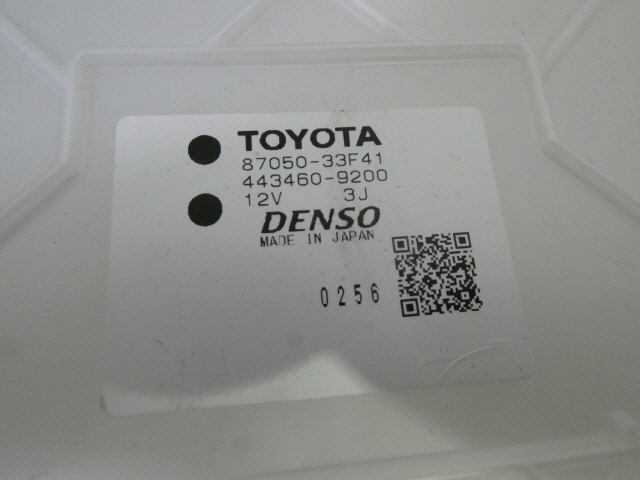 TOYOTA
87050-33F41
443460-9200
12V 3J
DENSO
MADE IN JAPAN
0256